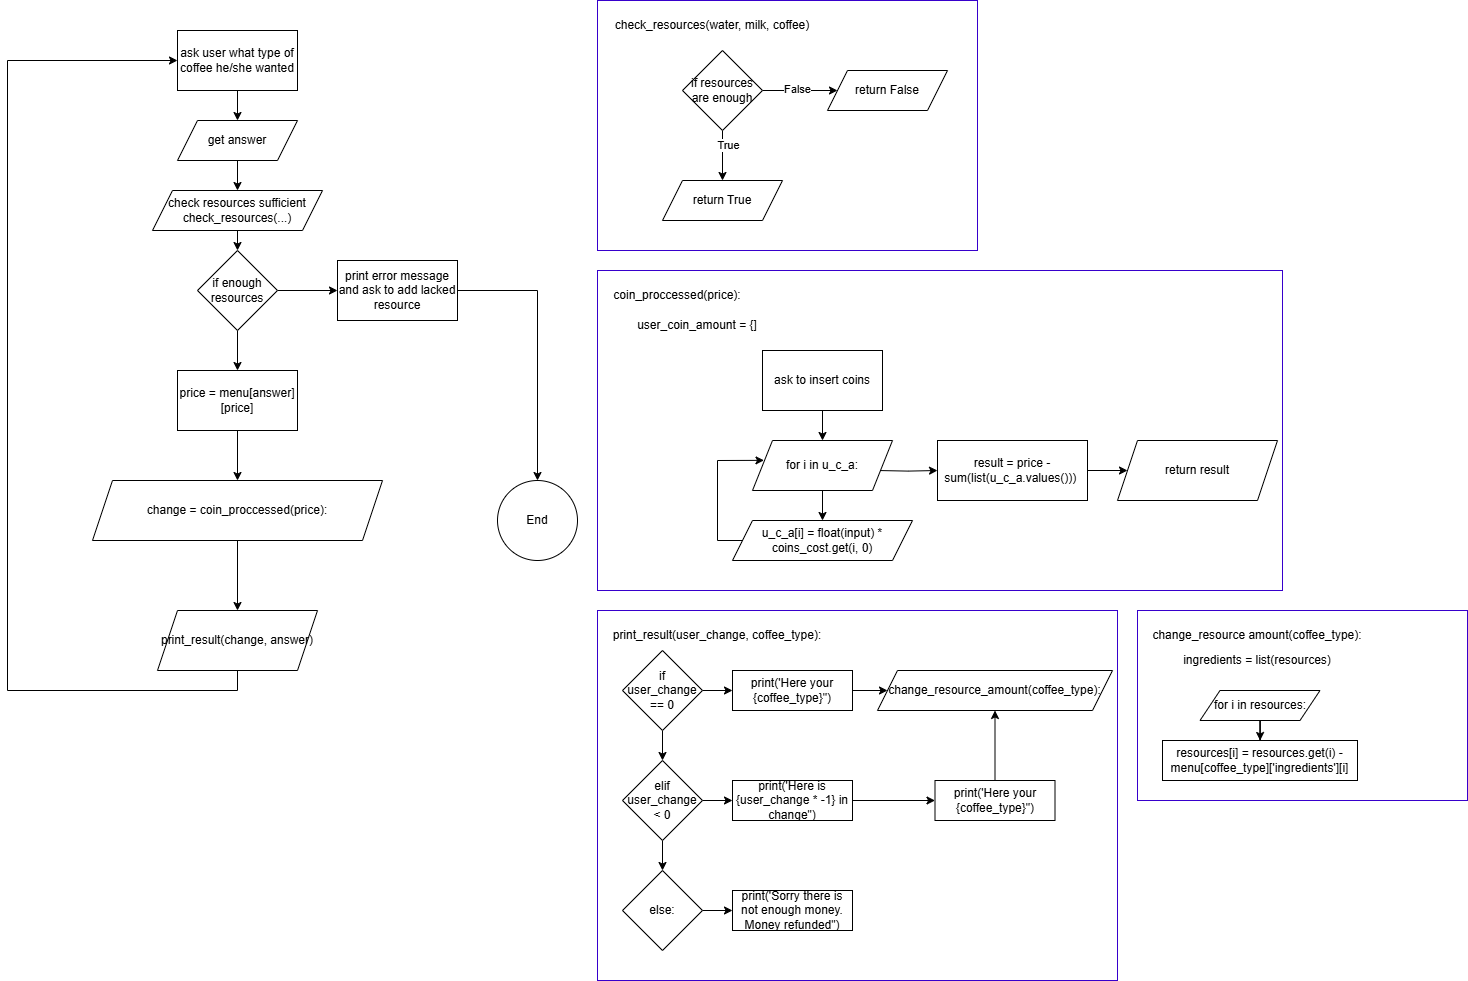 ask user what type of
coffee he/she wanted
get answer
check resources sufficient
check_resources(...)
if enough
resources
print error message
and ask to add lacked
resource
price = menu[answer]
[price]
change = coin_proccessed(price):
End
print_result(change, answer)
check_resources(water, milk, coffee)
if resources
are enough
False
return False
True
return True
coin_proccessed(price):
user_coin_amount = {}
ask to insert coins
for i in u_c_a:
result = price -
sum(list(u_c_a.values()))
return result
u_c_a[i] = float(input) *
coins_cost.get(i, 0)
print_result(user_change, coffee_type):
if
user_change
== 0
print('Here your
{coffee_type}")
change_resource_amount(coffee_type):
elif
user_change
< 0
print('Here is
{user_change * -1} in
change")
print('Here your
{coffee_type}")
else:
print('Sorry there is
not enough money.
Money refunded")
change_resource amount(coffee_type):
ingredients = list(resources)
for i in resources:
resources[i] = resources.get(i) -
menu[coffee_type]['ingredients'][i]